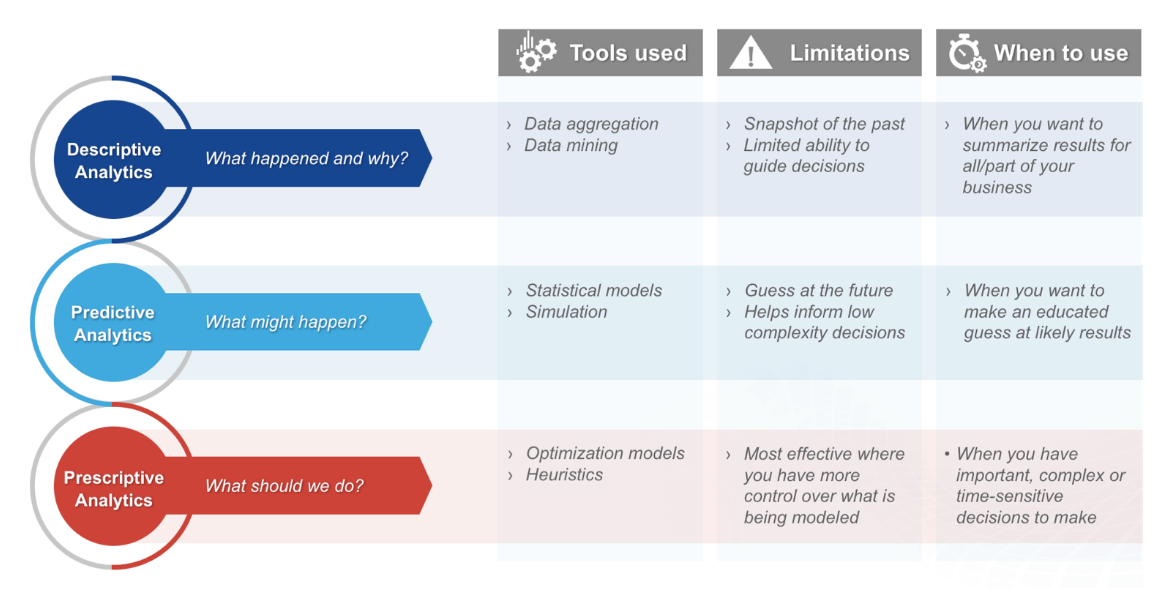 Tools used
Limitations
When to use
Descriptive
Analytics
What happened and why?
› Data aggregation
› Data mining
› Snapshot of the past
› Limited ability to
guide decisions
› When you want to
summarize results for
all/part of your
business
Predictive
Analytics
What might happen?
› Statistical models
› Simulation
› Guess at the future
› Helps inform low
complexity decisions
› When you want to
make an educated
guess at likely results
Prescriptive
Analytics
What should we do?
› Optimization models
› Heuristics
› Most effective where
you have more
control over what is
being modeled
• When you have
important, complex or
time-sensitive
decisions to make